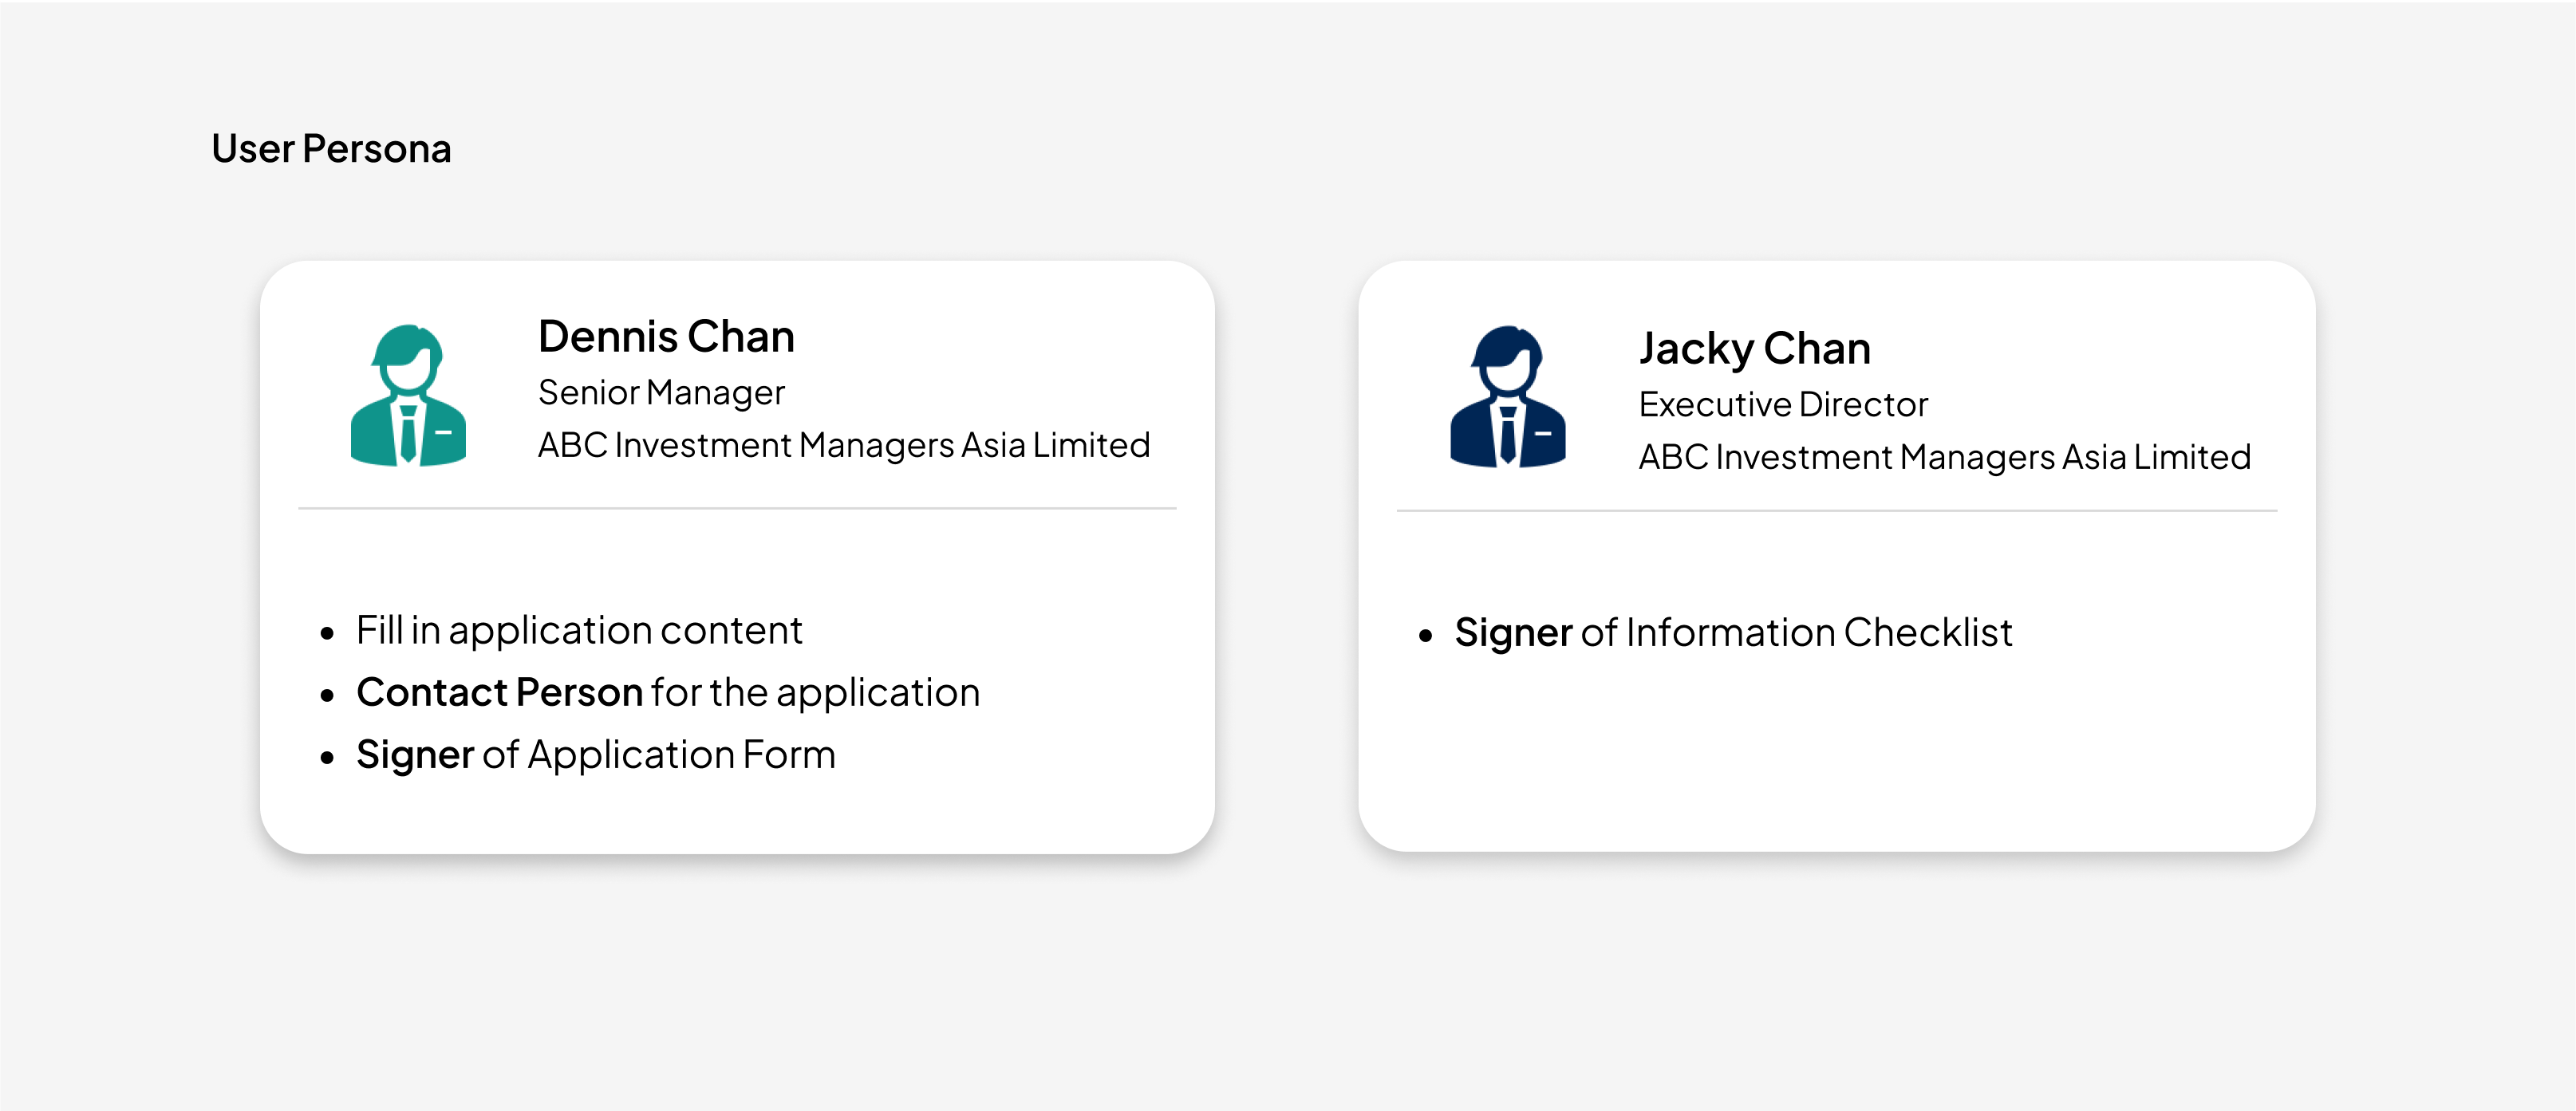 User Persona
Dennis Chan
Senior Manager
ABC Investment Managers Asia Limited
• Fill in application content
• Contact Person for the application
• Signer of Application Form
Jacky Chan
Executive Director
ABC Investment Managers Asia Limited
• Signer of Information Checklist